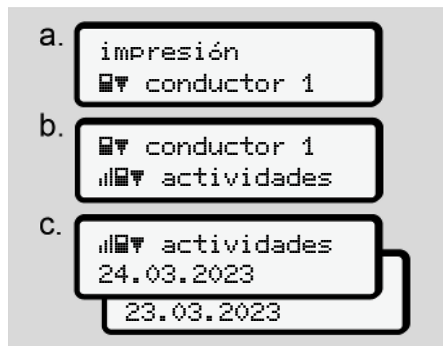 a.
impresión
conductor 1
b.
conductor 1
actividades
c.
actividades
24.03.2023
23.03.2023